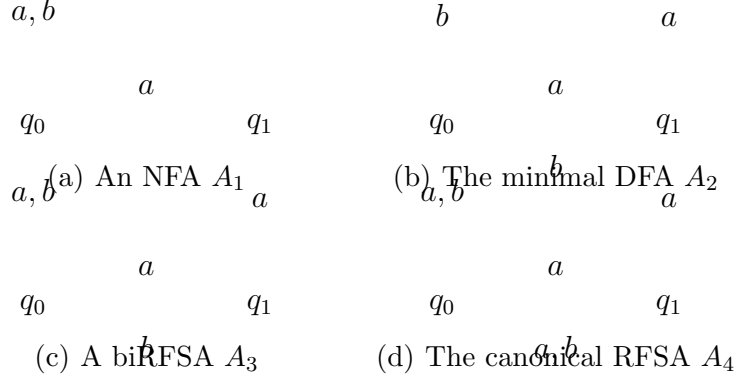 a, b
b a
a a
q0 q1 q0 q1
b
(a) An NFA A1 (b) The minimal DFA A2
a, b a a, b a
a a
q0 q1 q0 q1
b a, b
(c) A biRFSA A3 (d) The canonical RFSA A4